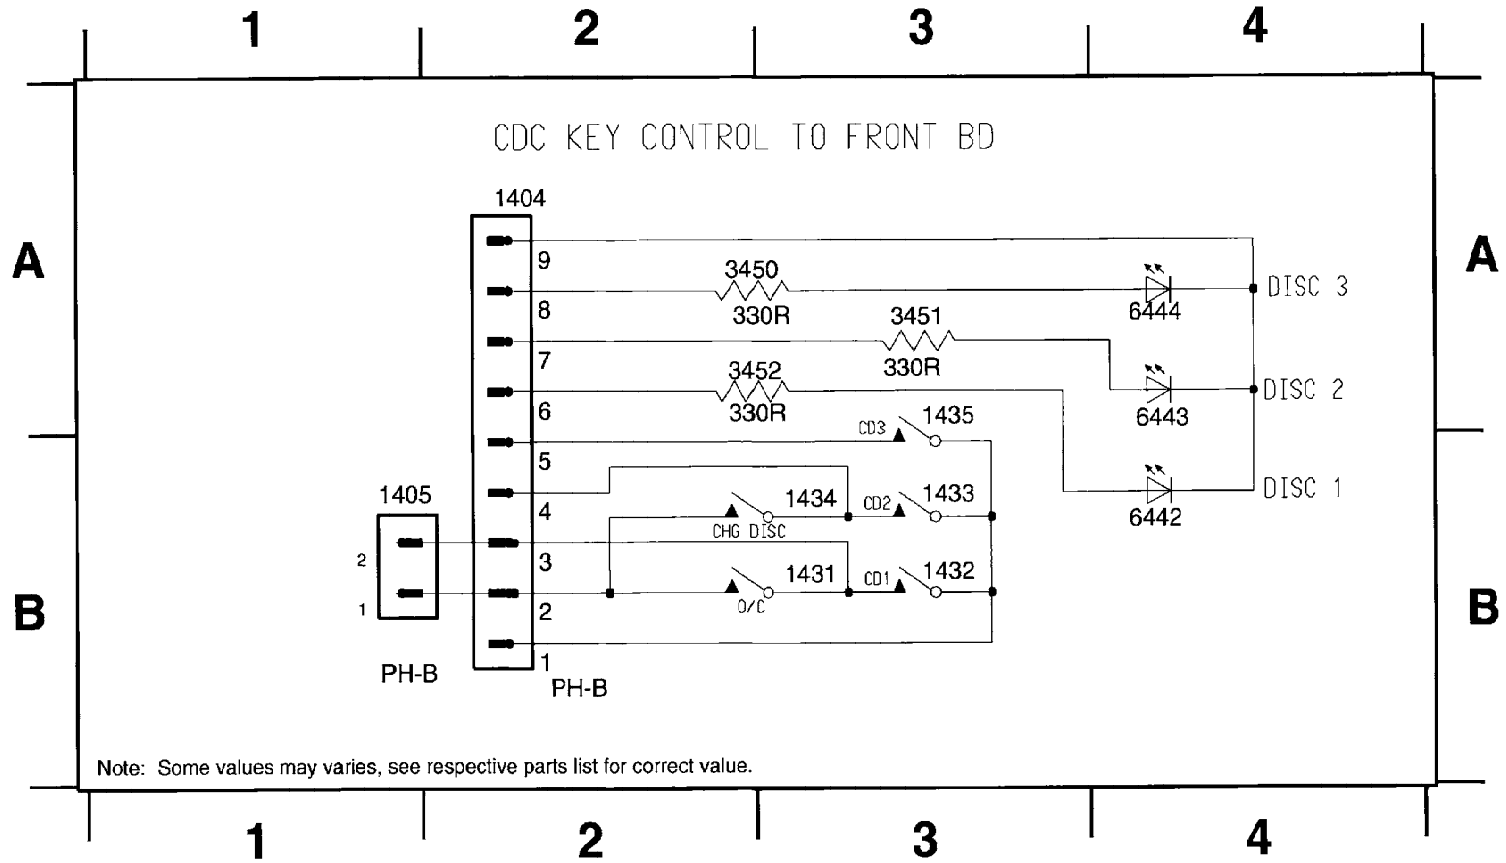 1 2 3 4
CDC KEY CONTROL TO FRONT BD
1404
A A
9
3450
DISC 3
8
330R
3451
6444
7
3452
330R
DISC 2
6
330R
CD3
1435
6443
5
1405
1434
CD2
1433
DISC 1
4
CHG DISC
6442
2
3
1431
CD1
1432
B B
1
2
O/C
1
PH-B
PH-B
Note: Some values may varies, see respective parts list for correct value.
1 2 3 4